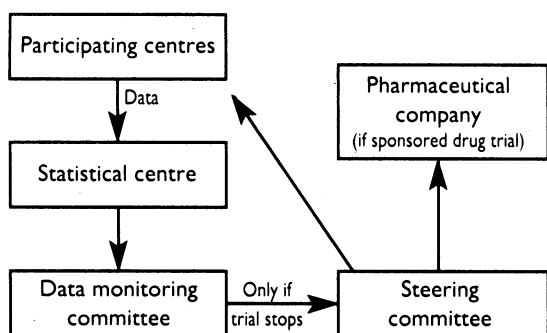 Participating centres
Data
Pharmaceutical
company
(if sponsored drug trial)
Statistical centre
Data monitoring
committee
Only if
trial stops
Steering
committee